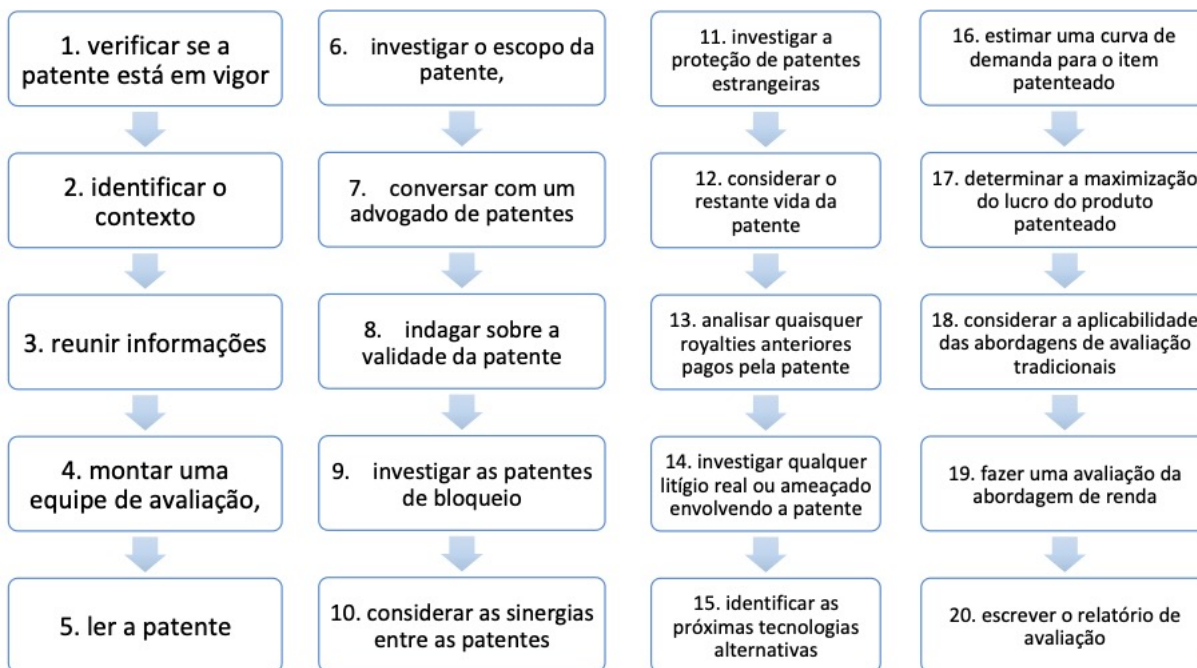 1. verificar se a
patente está em vigor
2. identificar o
contexto
3. reunir informações
4. montar uma
equipe de avaliação,
5. ler a patente
6. investigar o escopo da
patente,
7. conversar com um
advogado de patentes
8. indagar sobre a
validade da patente
9. investigar as patentes
de bloqueio
10. considerar as sinergias
entre as patentes
11. investigar a
proteção de patentes
estrangeiras
12. considerar o
restante vida da
patente
13. analisar quaisquer
royalties anteriores
pagos pela patente
14. investigar qualquer
litígio real ou ameaçado
envolvendo a patente
15. identificar as
próximas tecnologias
alternativas
16. estimar uma curva de
demanda para o item
patenteado
17. determinar a maximização
do lucro do produto
patenteado
18. considerar a aplicabilidade
das abordagens de avaliação
tradicionais
19. fazer uma avaliação da
abordagem de renda
20. escrever o relatório de
avaliação